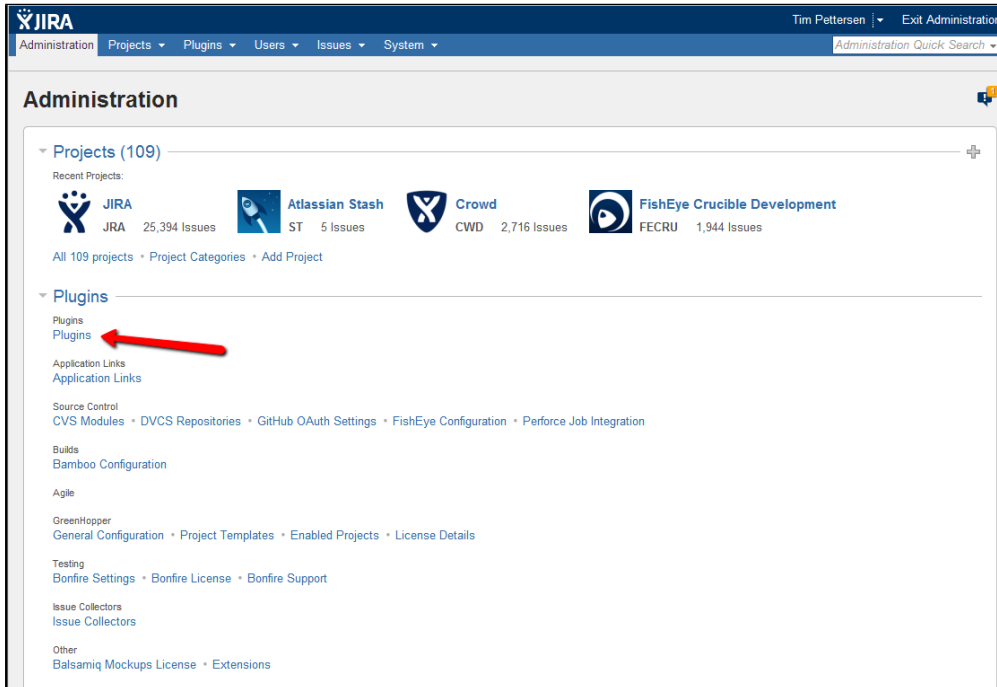 JIRA
Tim Pettersen Exit Administration
Administration Projects Plugins Users Issues System Administration Quick Search
Administration
1
Projects (109)
Recent Projects:
JIRA Atlassian Stash Crowd FishEye Crucible Development
JRA 25,394 Issues ST 5 Issues CWD 2,716 Issues FECRU 1,944 Issues
All 109 projects • Project Categories • Add Project
Plugins
Plugins
Plugins
Application Links
Application Links
Source Control
CVS Modules • DVCS Repositories • GitHub OAuth Settings • FishEye Configuration • Perforce Job Integration
Builds
Bamboo Configuration
Agile
GreenHopper
General Configuration • Project Templates • Enabled Projects • License Details
Testing
Bonfire Settings • Bonfire License • Bonfire Support
Issue Collectors
Issue Collectors
Other
Balsamiq Mockups License • Extensions